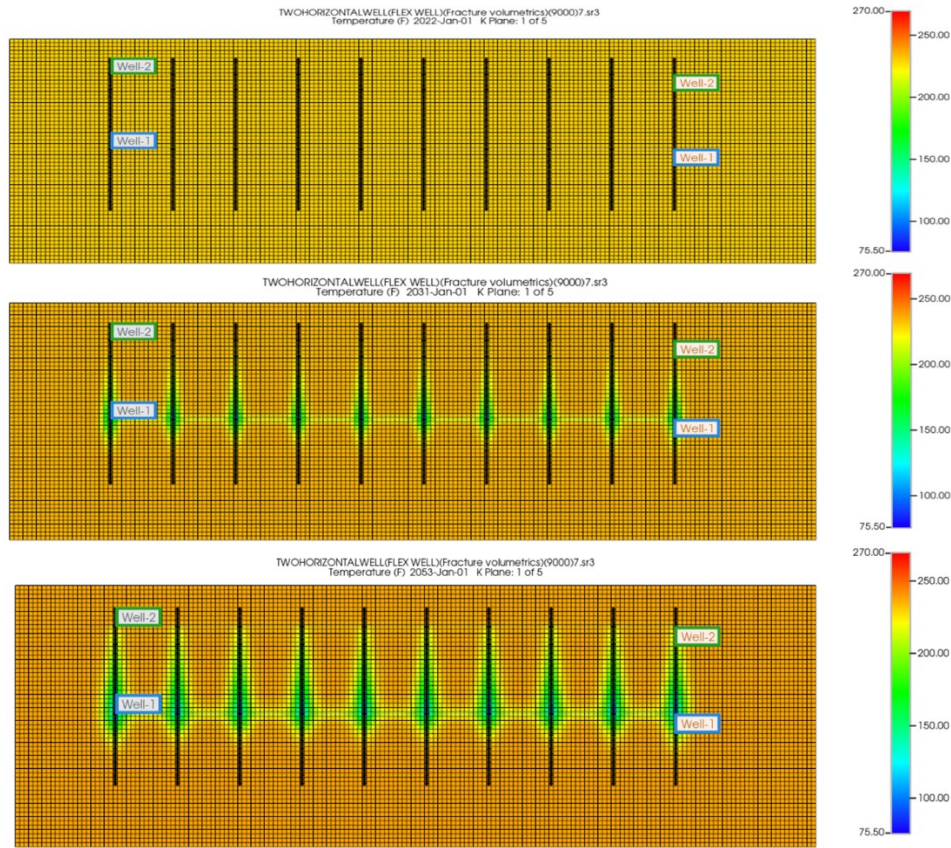 TWOHORIZONTALWELL(FLEX WELL)(Fracture volumetrics)(9000)7.sr3
Temperature (F) 2022-Jan-01 K Plane: 1 of 5
Well-2
Well-2
Well-1
Well-1
270.00
250.00
200.00
150.00
100.00
75.50
TWOHORIZONTALWELL(FLEX WELL)(Fracture volumetrics)(9000)7.sr3
Temperature (F) 2031-Jan-01 K Plane: 1 of 5
Well-2
Well-2
Well-1
Well-1
270.00
250.00
200.00
150.00
100.00
75.50
TWOHORIZONTALWELL(FLEX WELL)(Fracture volumetrics)(9000)7.sr3
Temperature (F) 2053-Jan-01 K Plane: 1 of 5
Well-2
Well-2
Well-1
Well-1
270.00
250.00
200.00
150.00
100.00
75.50